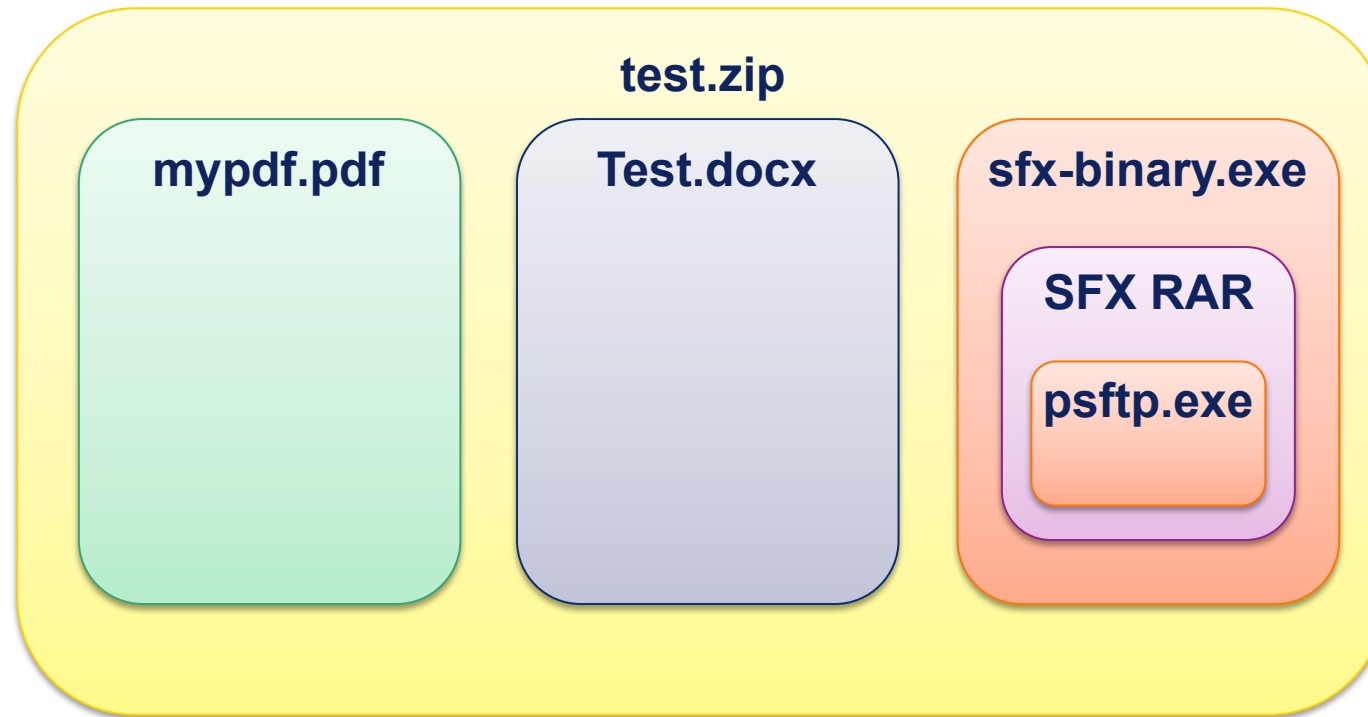 test.zip
mypdf.pdf
Test.docx
sfx-binary.exe
SFX RAR
psftp.exe